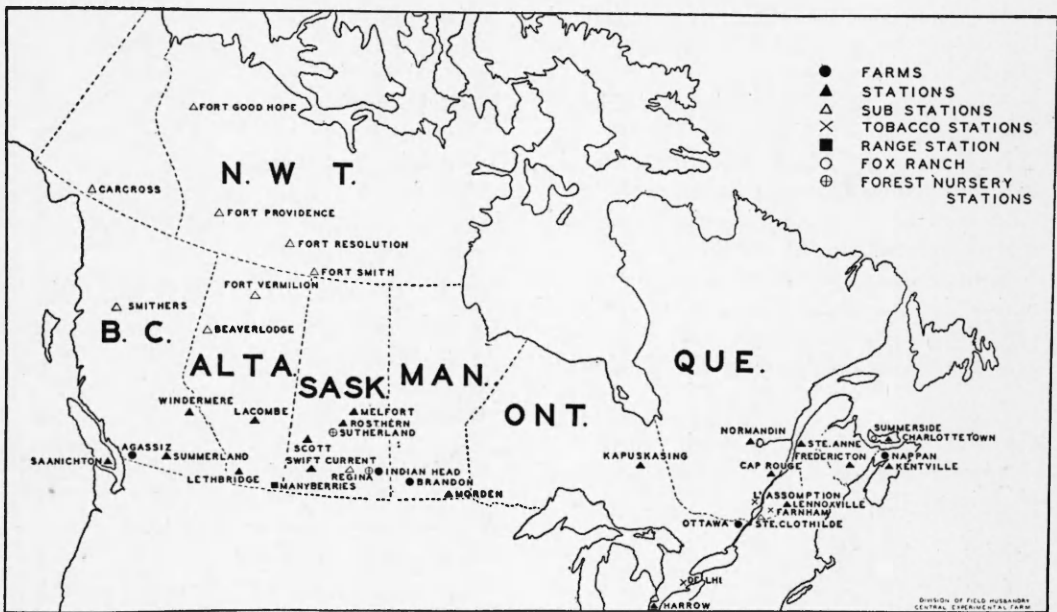 FARMS
STATIONS
SUB STATIONS
TOBACCO STATIONS
RANGE STATION
FOX RANCH
FOREST NURSERY
STATIONS
FORT GOOD HOPE
N. W T.
CARCROSS
FORT PROVIDENCE
FORT RESOLUTION
FORT SMITH
FORT VERMILION
SMITHERS
BEAVERLODGE
B. C.
ALTA.
SASK.
MAN.
ONT.
QUE.
WINDERMERE
LACOMBE
MELFORT
ROSTHERN
SUTHERLAND
SCOTT
AGASSIZ
SAANICHTON
SUMMERLAND
LETHBRIDGE
MANYBERRIES
SWIFT CURRENT
REGINA
INDIAN HEAD
BRANDON
MORDEN
KAPUSKASING
NORMANDIN
STE. ANNE
SUMMERSIDE
CHARLOTTETOWN
FREDERICTON
NAPPAN
KENTVILLE
CAP ROUGE
L'ASSOMPTION
LENNOXVILLE
FARNHAM
OTTAWA
STE. CLOTHILDE
DELHI
HARROW
DIVISION OF FIELD HUSBANDRY
CENTRAL EXPERIMENTAL FARM